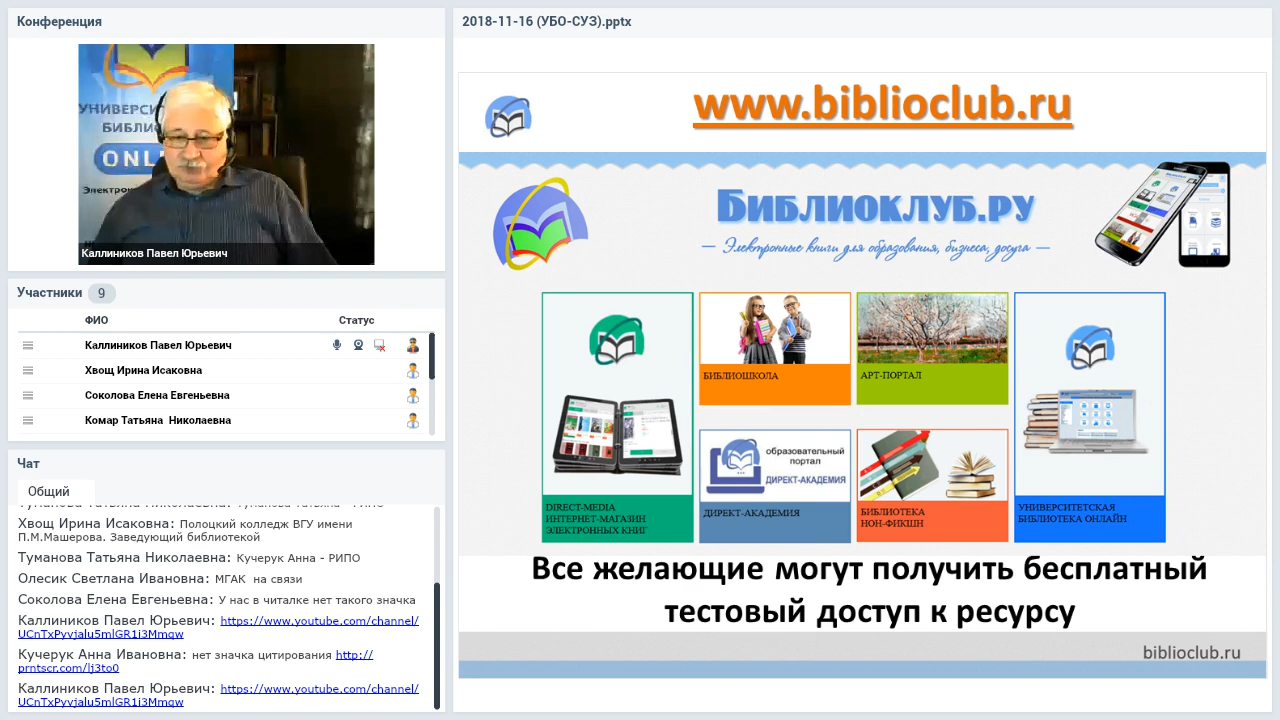 Конференция
УНИВЕРСИ
БИБЛИО
ONL
Электрон
Каллиников Павел Юрьевич
Участники 9
ФИО Статус
Каллиников Павел Юрьевич
Хвощ Ирина Исаковна
Соколова Елена Евгеньевна
Комар Татьяна Николаевна
Чат
Общий
Хвощ Ирина Исаковна: Полоцкий колледж ВГУ имени
П.М.Машерова. Заведующий библиотекой
Туманова Татьяна Николаевна: Кучерук Анна - РИПО
Олесик Светлана Ивановна: МГАК на связи
Соколова Елена Евгеньевна: У нас в читалке нет такого значка
Каллиников Павел Юрьевич: https://www.youtube.com/channel/
UCnTxPyvjalu5mlGR1i3Mmqw
Кучерук Анна Ивановна: нет значка цитирования http://
prntscr.com/lj3to0
Каллиников Павел Юрьевич: https://www.youtube.com/channel/
UCnTxPyvjalu5mlGR1i3Mmqw
2018-11-16 (УБО-СУЗ).pptx
www.biblioclub.ru
БИБЛИОКЛУБ.РУ
— Электронные книги для образования, бизнеса, досуга —
DIRECT-MEDIA
ИНТЕРНЕТ-МАГАЗИН
ЭЛЕКТРОННЫХ КНИГ
БИБЛИОШКОЛА
АРТ-ПОРТАЛ
образовательный
портал
ДИРЕКТ-АКАДЕМИЯ
ДИРЕКТ-АКАДЕМИЯ
БИБЛИОТЕКА
НОН-ФИКШН
УНИВЕРСИТЕТСКАЯ
БИБЛИОТЕКА ОНЛАЙН
Все желающие могут получить бесплатный
тестовый доступ к ресурсу
biblioclub.ru